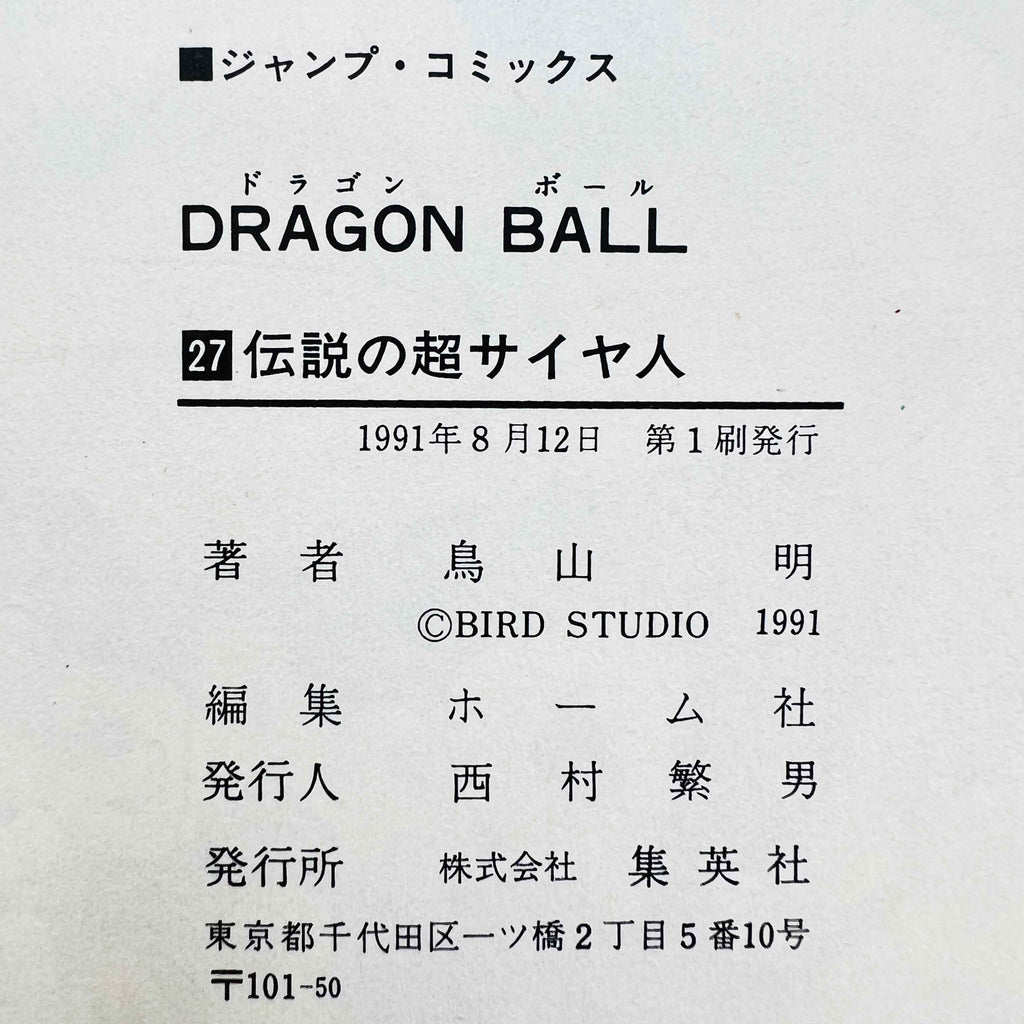 ■ジャンプ・コミックス
ドラゴン ボール
DRAGON BALL
27 伝説の超サイヤ人
1991年8月12日 第1刷発行
著者 鳥山 明
©BIRD STUDIO 1991
編集 ホーム社
発行人 西村繁男
発行所 株式会社 集英社
東京都千代田区一ツ橋2丁目5番10号
〒101-50